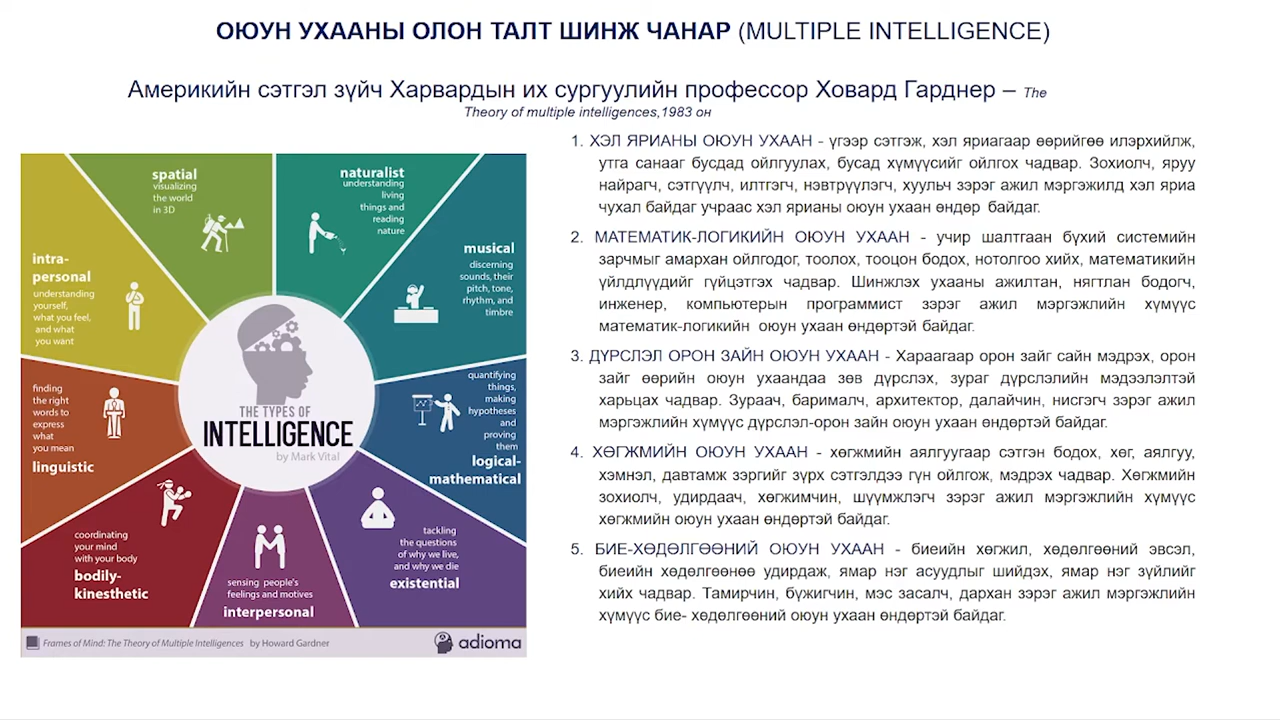 ОЮУН УХААНЫ ОЛОН ТАЛТ ШИНЖ ЧАНАР (MULTIPLE INTELLIGENCE)
Америкийн сэтгэл зүйч Харвардын их сургуулийн профессор Ховард Гарднер – The
Theory of multiple intelligences,1983 он
spatial
visualizing
the world
in 3D
naturalist
understanding
living
things and
reading
nature
musical
discerning
sounds, their
pitch, tone,
rhythm, and
timbre
intra-
personal
understanding
yourself,
what you feel,
and what
you want
finding
the right
words to
express
what
you mean
linguistic
quantifying
things,
making
hypotheses
and
proving
them
logical-
mathematical
THE TYPES OF
INTELLIGENCE
by Mark Vital
coordinating
your mind
with your body
bodily-
kinesthetic
sensing people's
feelings and motives
interpersonal
tackling
the questions
of why we live,
and why we die
existential
Frames of Mind: The Theory of Multiple Intelligences by Howard Gardner
adioma
1. ХЭЛ ЯРИАНЫ ОЮУН УХААН - үгээр сэтгэж, хэл яриагаар өөрийгөө илэрхийлж,
утга санааг бусдад ойлгуулах, бусад хүмүүсийг ойлгох чадвар. Зохиолч, яруу
найрагч, сэтгүүлч, илтгэгч, нэвтрүүлэгч, хуульч зэрэг ажил мэргэжилд хэл яриа
чухал байдаг учраас хэл ярианы оюун ухаан өндөр байдаг.
2. МАТЕМАТИК-ЛОГИКИЙН ОЮУН УХААН - учир шалтгаан бүхий системийн
зарчмыг амархан ойлгодог, тоолох, тооцон бодох, нотолгоо хийх, математикийн
үйлдлүүдийг гүйцэтгэх чадвар. Шинжлэх ухааны ажилтан, нягтлан бодогч,
инженер, компьютерын программист зэрэг ажил мэргэжлийн хүмүүс
математик-логикийн оюун ухаан өндөртэй байдаг.
3. ДҮРСЛЭЛ ОРОН ЗАЙН ОЮУН УХААН - Хараагаар орон зайг сайн мэдрэх, орон
зайг өөрийн оюун ухаандаа зөв дүрслэх, зураг дүрслэлийн мэдээлэлтэй
харьцах чадвар. Зураач, барималч, архитектор, далайчин, нисгэгч зэрэг ажил
мэргэжлийн хүмүүс дүрслэл-орон зайн оюун ухаан өндөртэй байдаг.
4. ХӨГЖМИЙН ОЮУН УХААН - хөгжмийн аялгуугаар сэтгэн бодох, хөг, аялгуу,
хэмнэл, давтамж зэргийг зүрх сэтгэлдээ гүн ойлгож, мэдрэх чадвар. Хөгжмийн
зохиолч, удирдаач, хөгжимчин, шүүмжлэгч зэрэг ажил мэргэжлийн хүмүүс
хөгжмийн оюун ухаан өндөртэй байдаг.
5. БИЕ-ХӨДӨЛГӨӨНИЙ ОЮУН УХААН - биеийн хөгжил, хөдөлгөөний эвсэл,
биеийн хөдөлгөөнөө удирдаж, ямар нэг асуудлыг шийдэх, ямар нэг зүйлийг
хийх чадвар. Тамирчин, бүжигчин, мэс засалч, дархан зэрэг ажил мэргэжлийн
хүмүүс бие- хөдөлгөөний оюун ухаан өндөртэй байдаг.